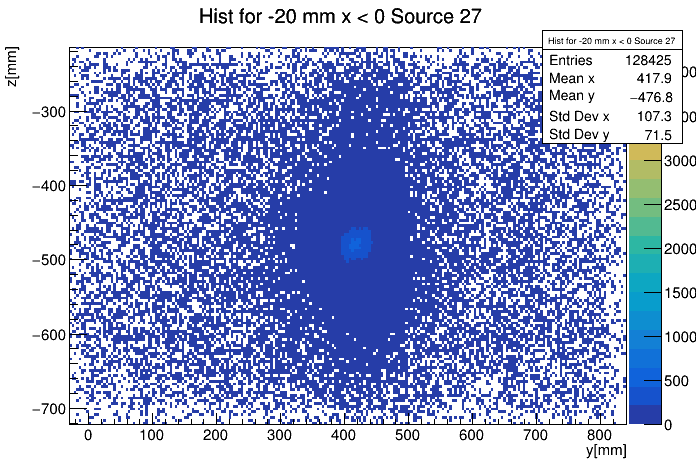 Hist for -20 mm x < 0 Source 27
Hist for -20 mm x < 0 Source 27
Entries 128425
Mean x 417.9
Mean y −476.8
Std Dev x 107.3
Std Dev y 71.5
z[mm]
−300
−400
−500
−600
−700
0 100 200 300 400 500 600 700 800
y[mm]
3000
2500
2000
1500
1000
500
0